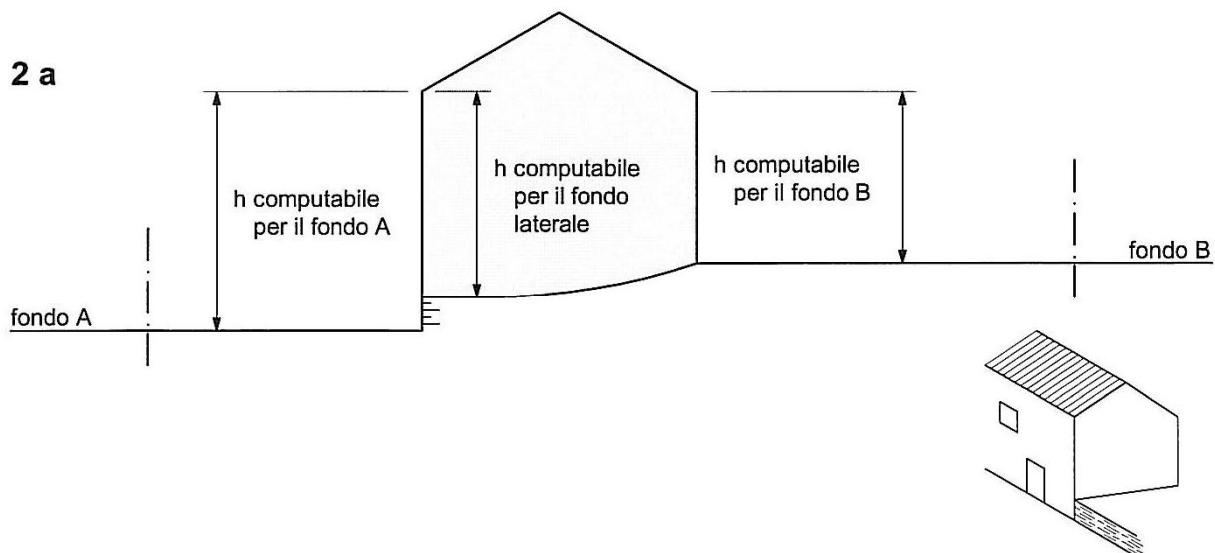 2 a
h computabile
per il fondo A
h computabile
per il fondo
laterale
h computabile
per il fondo B
fondo A
fondo B